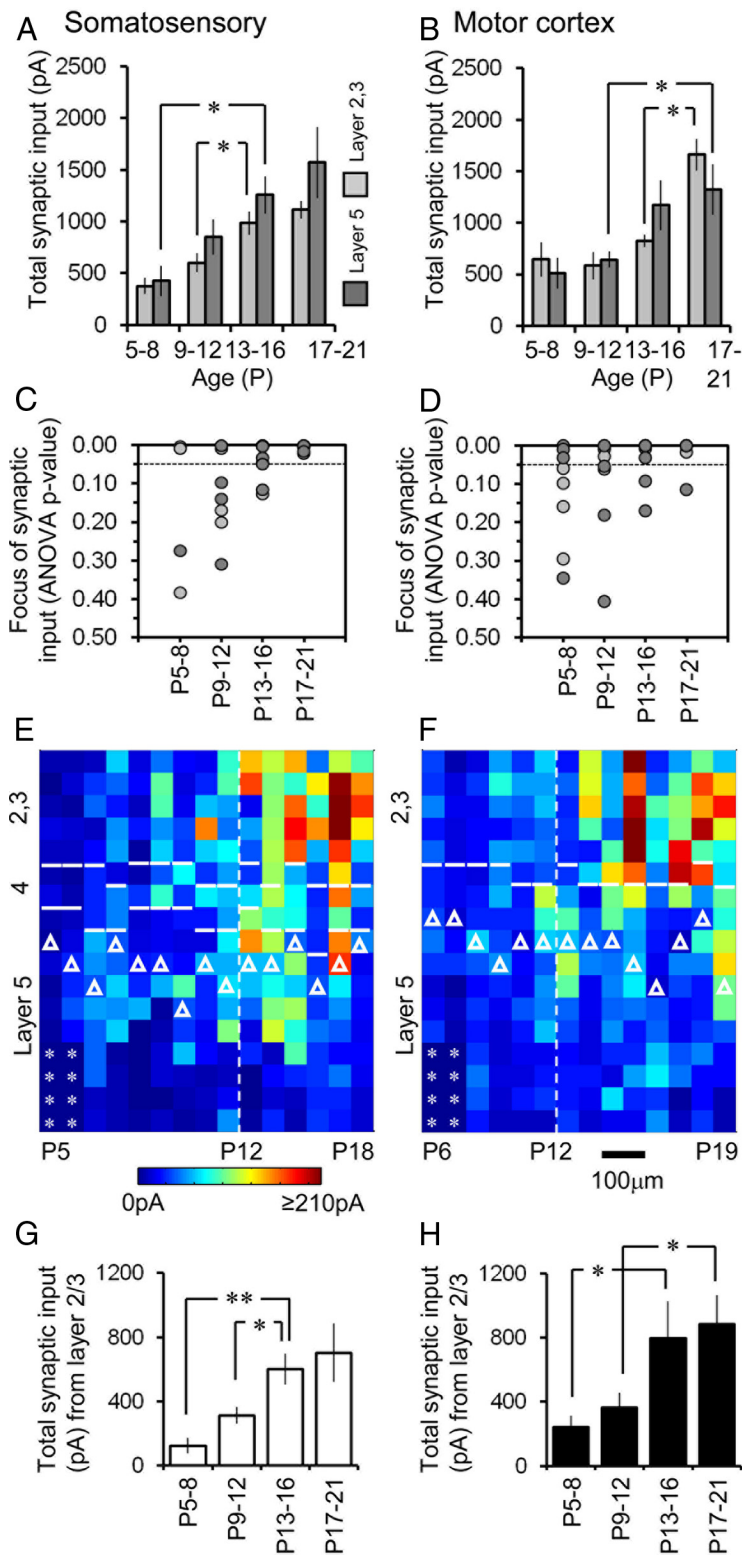 A Somatosensory
B Motor cortex
Total synaptic input (pA)
2500
2000
1500
1000
500
0
*
*
5-8 9-12 13-16 17-21
Age (P)
Layer 2,3
Layer 5
Total synaptic input (pA)
2500
2000
1500
1000
500
0
*
*
5-8 9-12 13-16 17-
21
Age (P)
C
Focus of synaptic
input (ANOVA p-value)
0.00
0.10
0.20
0.30
0.40
0.50
P5-8 P9-12 P13-16 P17-21
D
Focus of synaptic
input (ANOVA p-value)
0.00
0.10
0.20
0.30
0.40
0.50
P5-8 P9-12 P13-16 P17-21
E
2,3
4
Layer 5
* *
* *
* *
* *
P5 P12 P18
0pA ≥210pA
F
2,3
Layer 5
* *
* *
* *
* *
P6 P12 P19
100μm
G
Total synaptic input
(pA) from layer 2/3
1200
800
400
0
**
*
P5-8 P9-12 P13-16 P17-21
H
Total synaptic input
(pA) from layer 2/3
1200
800
400
0
*
*
P5-8 P9-12 P13-16 P17-21